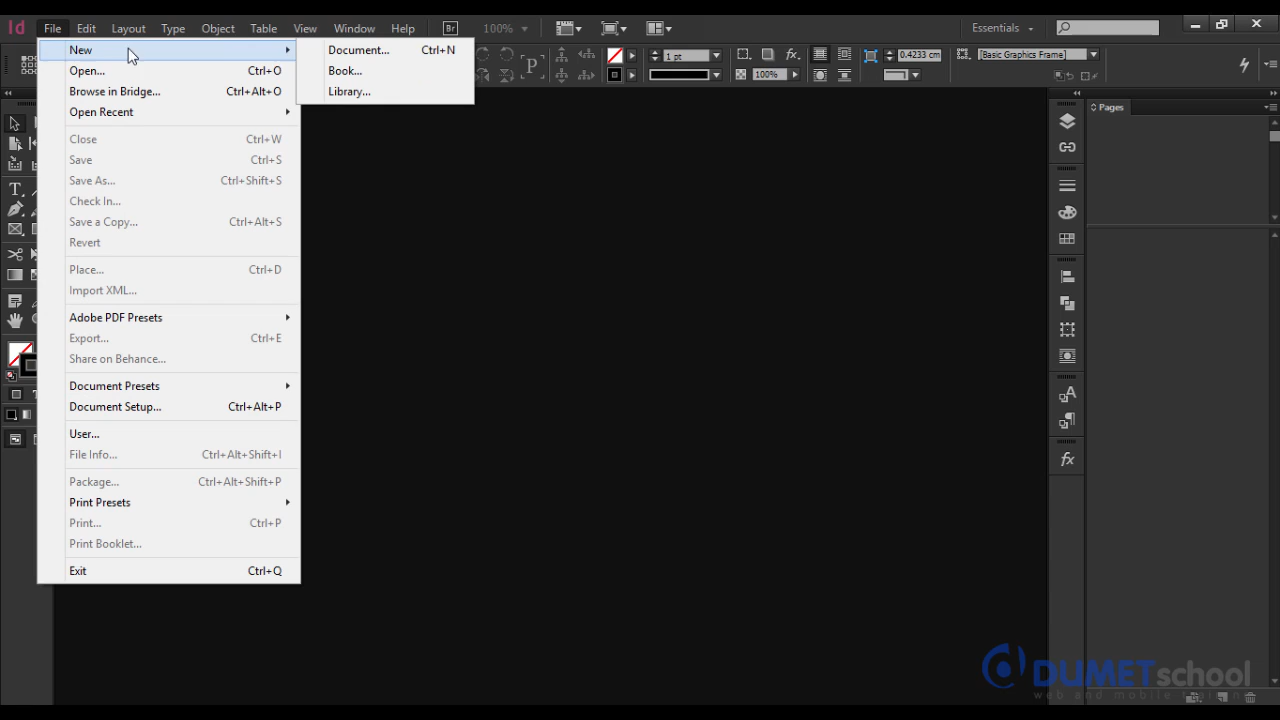 Id File Edit Layout Type Object Table View Window Help Br 100% Essentials
New
Document... Ctrl+N
1 pt
0.4233 cm
[Basic Graphics Frame]
Open... Ctrl+O
Book...
P
100%
Browse in Bridge... Ctrl+Alt+O
Library...
Open Recent
Pages
Close Ctrl+W
Save Ctrl+S
Save As... Ctrl+Shift+S
Check In...
Save a Copy... Ctrl+Alt+S
Revert
Place... Ctrl+D
Import XML...
Adobe PDF Presets
Export... Ctrl+E
Share on Behance...
Document Presets
Document Setup... Ctrl+Alt+P
User...
File Info... Ctrl+Alt+Shift+I
Package... Ctrl+Alt+Shift+P
Print Presets
Print... Ctrl+P
Print Booklet...
Exit Ctrl+Q
DUMETschool
web and mobile training